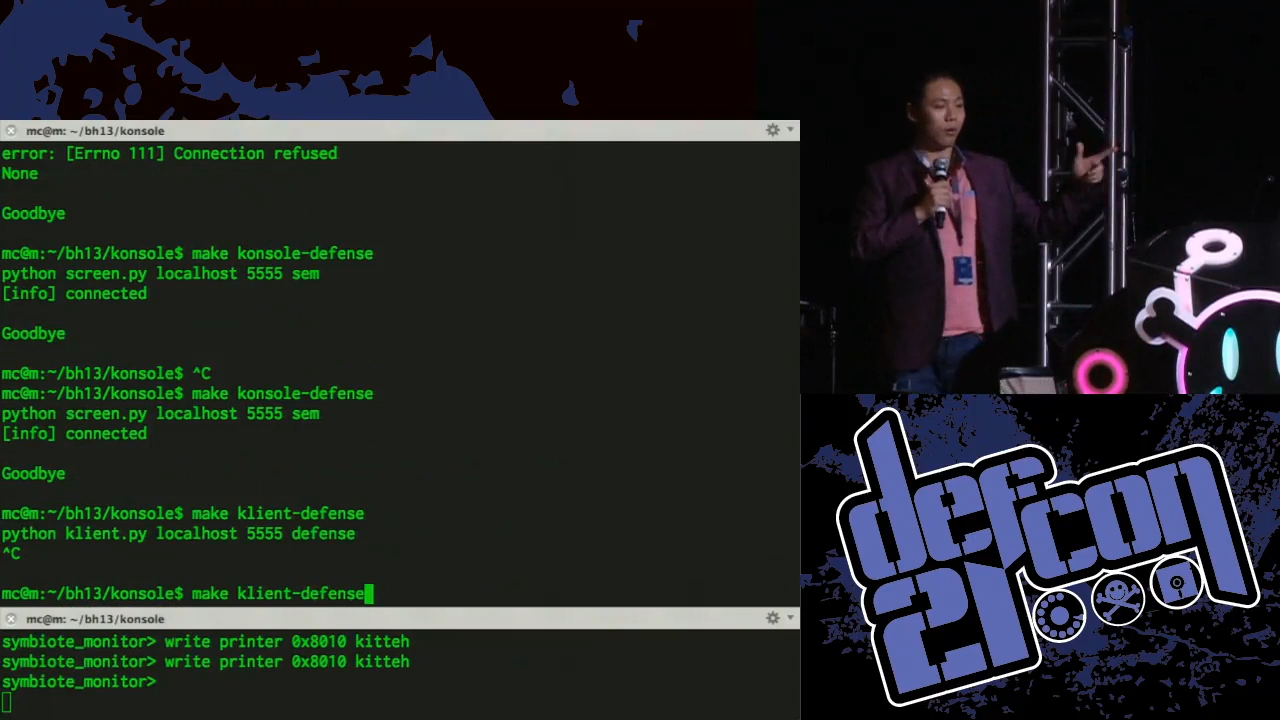 mc@m: ~/bh13/konsole
error: [Errno 111] Connection refused
None
Goodbye
mc@m:~/bh13/konsole$ make konsole-defense
python screen.py localhost 5555 sem
[info] connected
Goodbye
mc@m:~/bh13/konsole$ ^C
mc@m:~/bh13/konsole$ make konsole-defense
python screen.py localhost 5555 sem
[info] connected
Goodbye
mc@m:~/bh13/konsole$ make klient-defense
python klient.py localhost 5555 defense
^C
mc@m:~/bh13/konsole$ make klient-defense
mc@m: ~/bh13/konsole
symbiote_monitor> write printer 0x8010 kitteh
symbiote_monitor> write printer 0x8010 kitteh
symbiote_monitor>
defcon
21